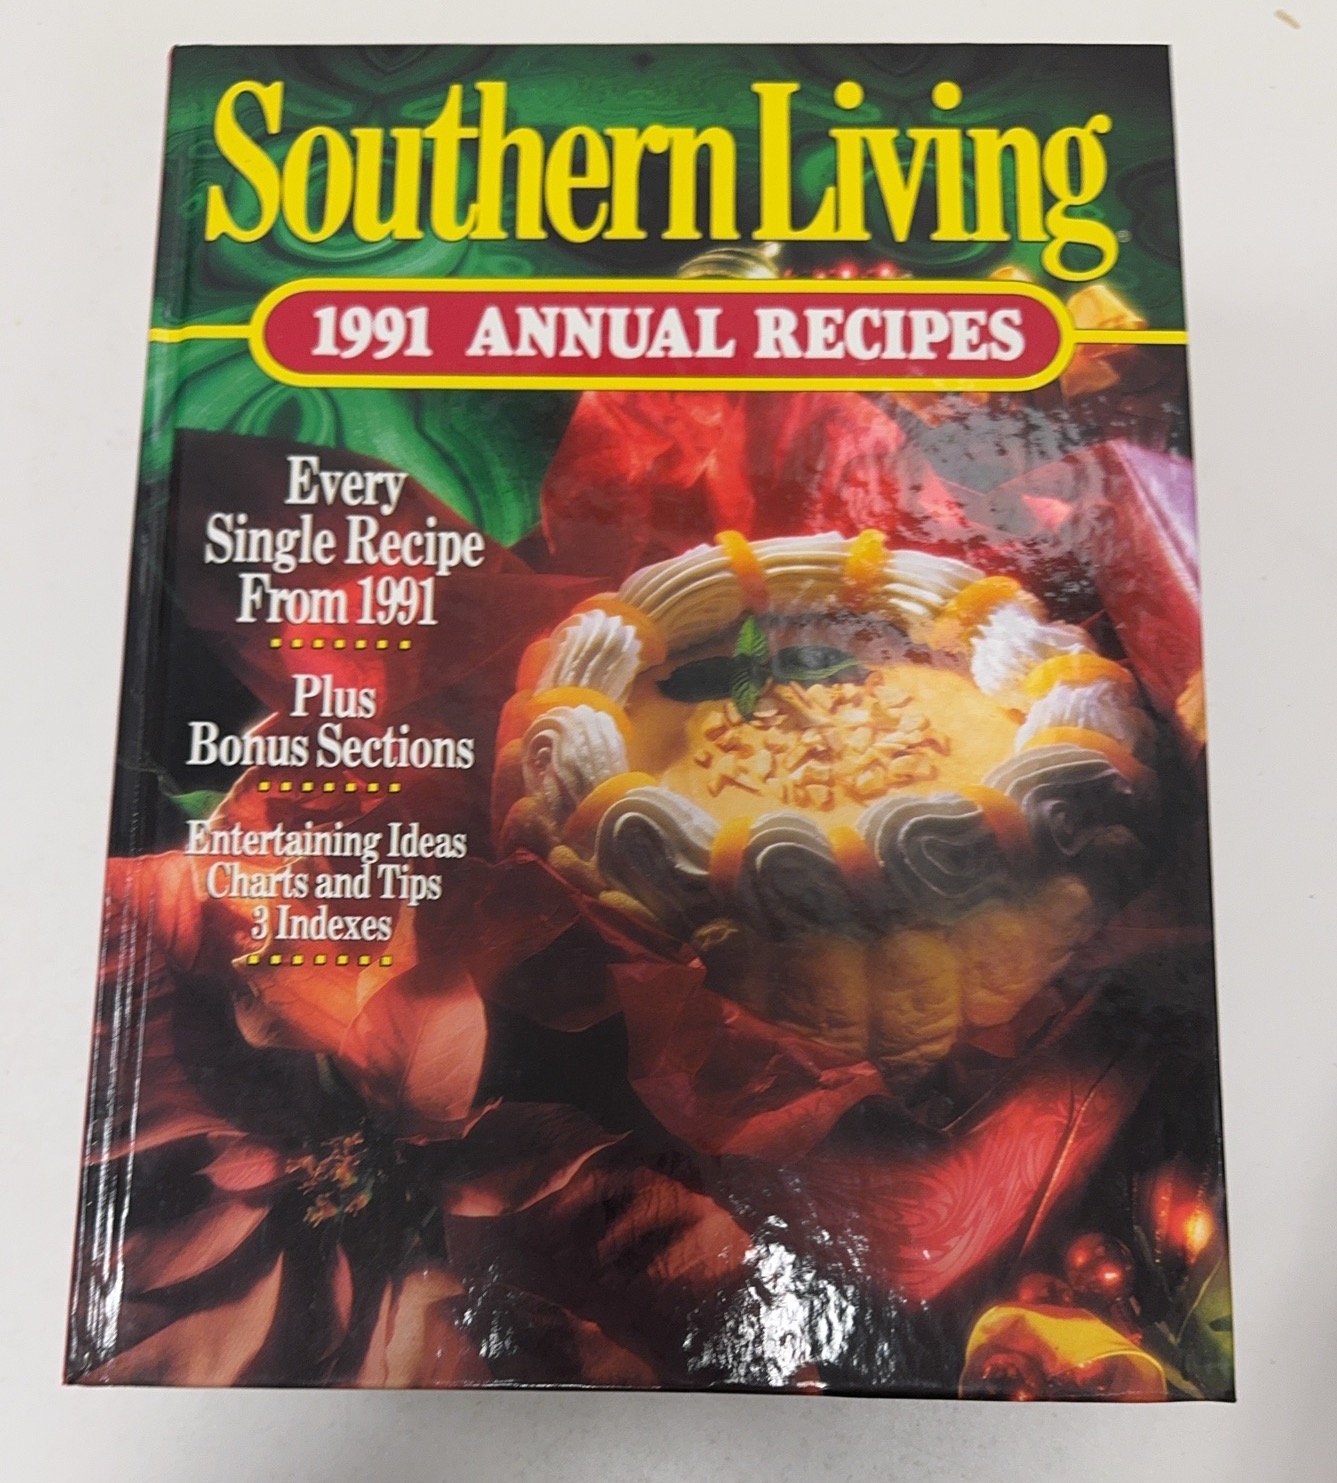 Southern Living®
1991 ANNUAL RECIPES
Every
Single Recipe
From 1991
Plus
Bonus Sections
Entertaining Ideas
Charts and Tips
3 Indexes